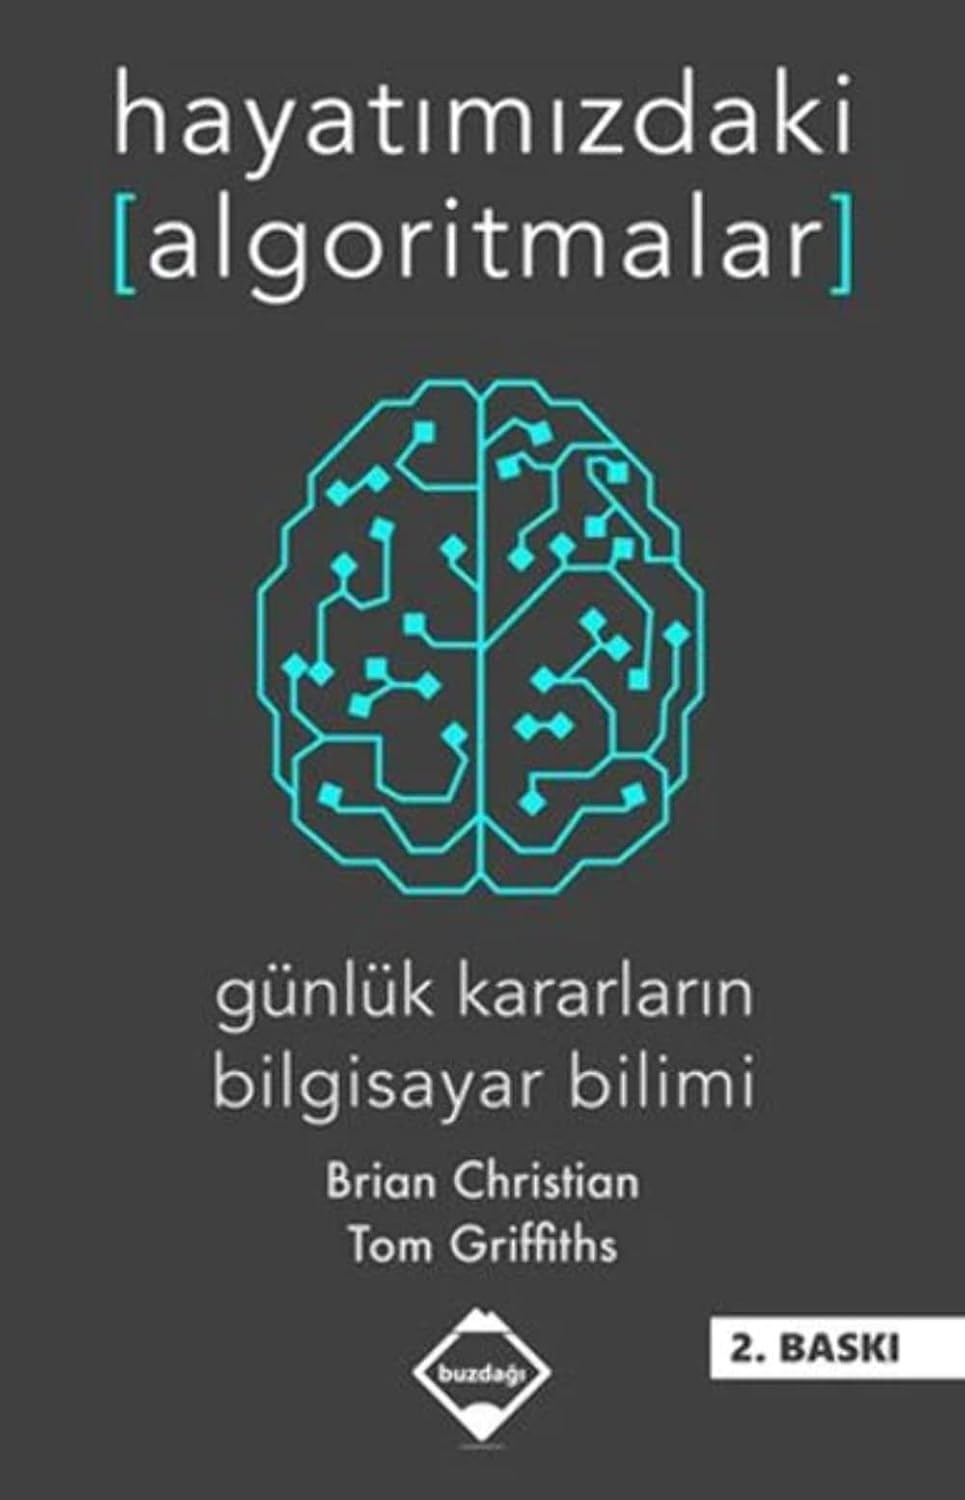 hayatımızdaki
[algoritmalar]
günlük kararların
bilgisayar bilimi
Brian Christian
Tom Griffiths
buzdağı
2. BASKI